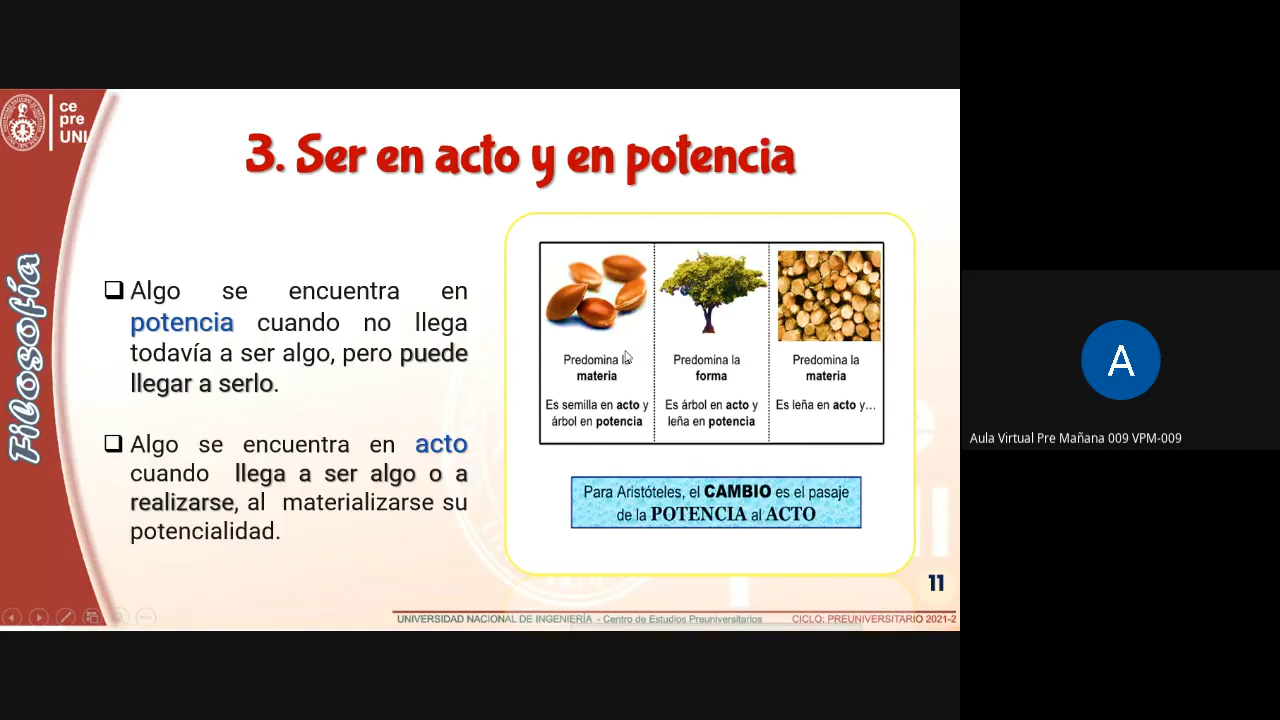 ce
pre
UNI
3. Ser en acto y en potencia
Filosofía
Algo se encuentra en
potencia cuando no llega
todavía a ser algo, pero puede
llegar a serlo.
Algo se encuentra en acto
cuando llega a ser algo o a
realizarse, al materializarse su
potencialidad.
Predomina la
materia
Es semilla en acto y
árbol en potencia
Predomina la
forma
Es árbol en acto y
leña en potencia
Predomina la
materia
Es leña en acto y...
Para Aristóteles, el CAMBIO es el pasaje
de la POTENCIA al ACTO
11
UNIVERSIDAD NACIONAL DE INGENIERÍA - Centro de Estudios Preuniversitarios
CICLO: PREUNIVERSITARIO 2021-2
A
Aula Virtual Pre Mañana 009 VPM-009